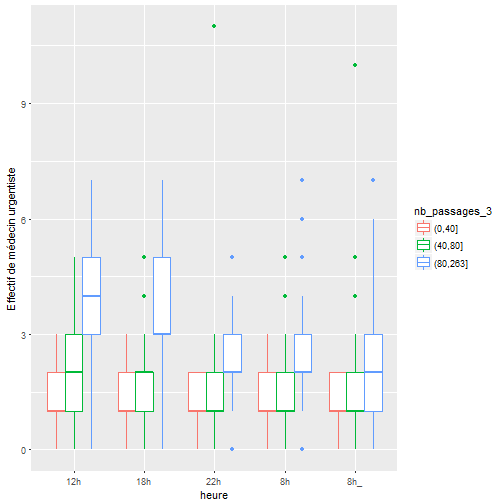 Effectif de médecin urgentiste
9
6
3
0
12h
18h
22h
8h
8h_
heure
nb_passages_3
(0,40]
(40,80]
(80,263]